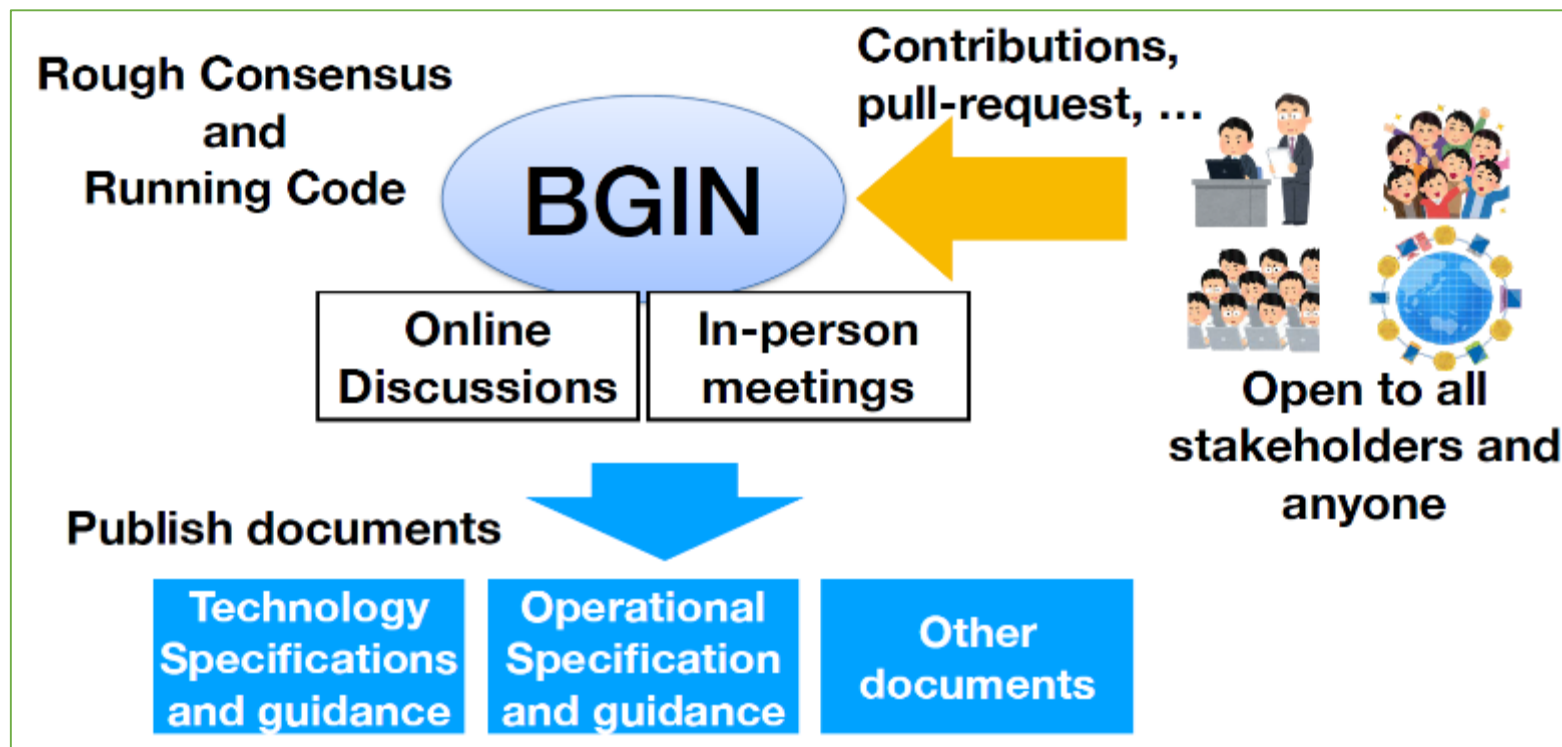 Rough Consensus
and
Running Code
BGIN
Contributions,
pull-request, ...
Online
Discussions
In-person
meetings
Open to all
stakeholders and
anyone
Publish documents
Technology
Specifications
and guidance
Operational
Specification
and guidance
Other
documents